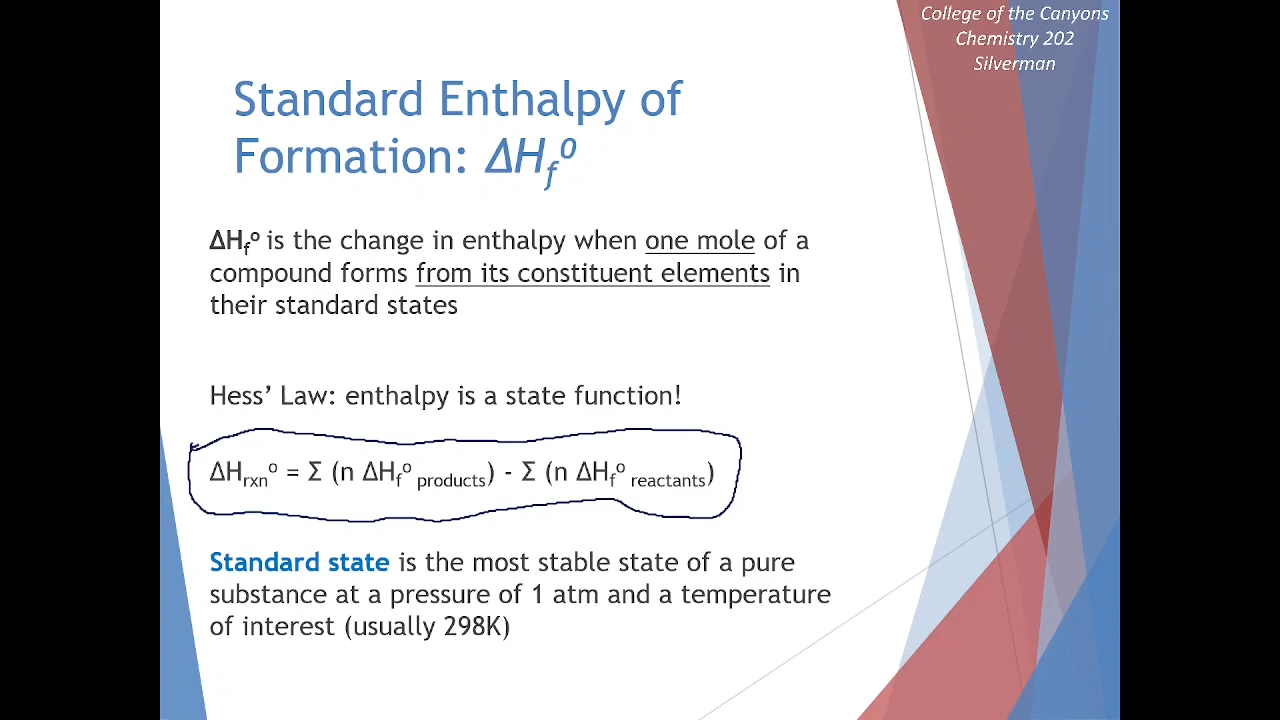 College of the Canyons
Chemistry 202
Silverman
Standard Enthalpy of
Formation: ΔHf°
ΔHf° is the change in enthalpy when one mole of a
compound forms from its constituent elements in
their standard states
Hess’ Law: enthalpy is a state function!
ΔHrxn° = Σ (n ΔHf° products) - Σ (n ΔHf° reactants)
Standard state is the most stable state of a pure
substance at a pressure of 1 atm and a temperature
of interest (usually 298K)